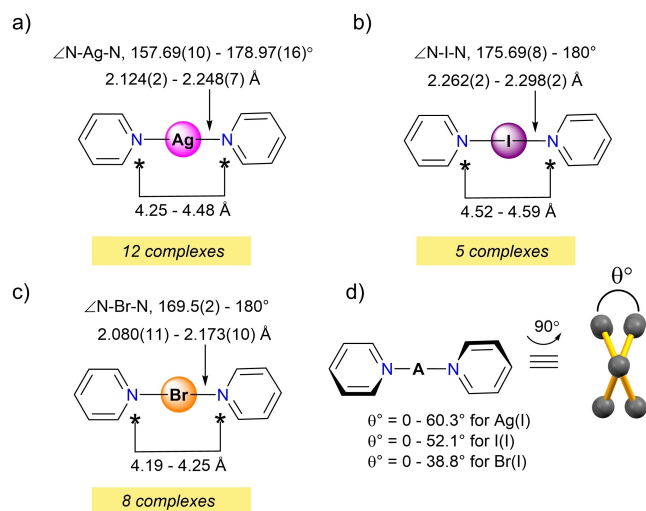 a)
∠N-Ag-N, 157.69(10) - 178.97(16)°
2.124(2) - 2.248(7) Å
N Ag N
* *
4.25 - 4.48 Å
12 complexes
b)
∠N-I-N, 175.69(8) - 180°
2.262(2) - 2.298(2) Å
N I N
* *
4.52 - 4.59 Å
5 complexes
c)
∠N-Br-N, 169.5(2) - 180°
2.080(11) - 2.173(10) Å
N Br N
* *
4.19 - 4.25 Å
8 complexes
d)
θ°
90°
N A N
θ° = 0 - 60.3° for Ag(I)
θ° = 0 - 52.1° for I(I)
θ° = 0 - 38.8° for Br(I)